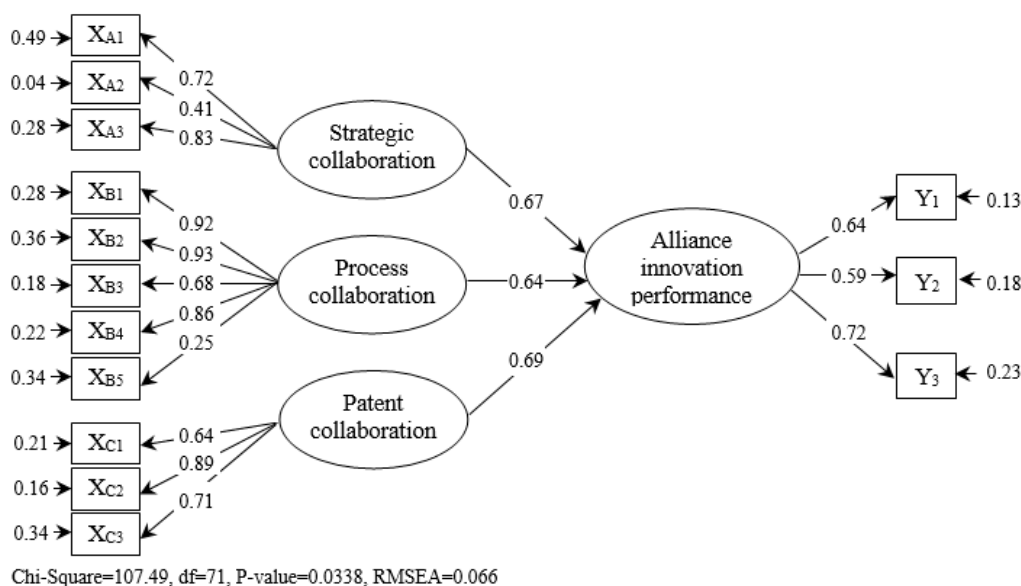 0.49 XA1
0.72
0.04 XA2
0.41
0.28 XA3
0.83
Strategic
collaboration
0.67
0.28 XB1
0.92
0.36 XB2
0.93
0.18 XB3
0.68
0.22 XB4
0.86
0.34 XB5
0.25
Process
collaboration
0.64
0.21 XC1
0.64
0.16 XC2
0.89
0.34 XC3
0.71
Patent
collaboration
0.69
Alliance
innovation
performance
0.64
Y1 0.13
0.59
Y2 0.18
0.72
Y3 0.23
Chi-Square=107.49, df=71, P-value=0.0338, RMSEA=0.066